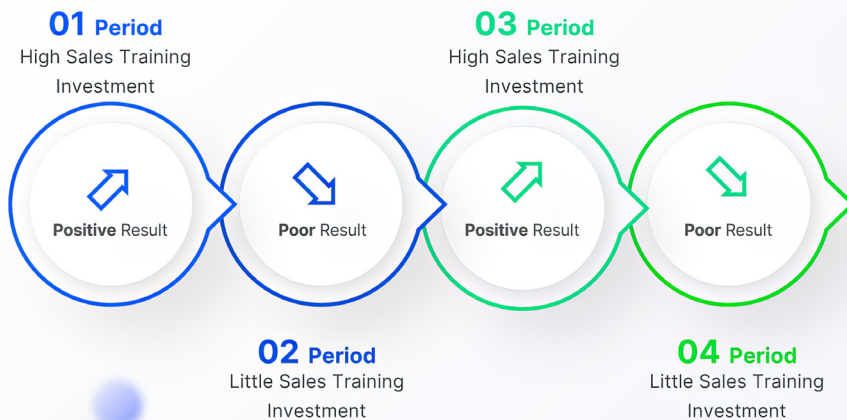 01 Period
High Sales Training
Investment
Positive Result
02 Period
Little Sales Training
Investment
Poor Result
03 Period
High Sales Training
Investment
Positive Result
04 Period
Little Sales Training
Investment
Poor Result